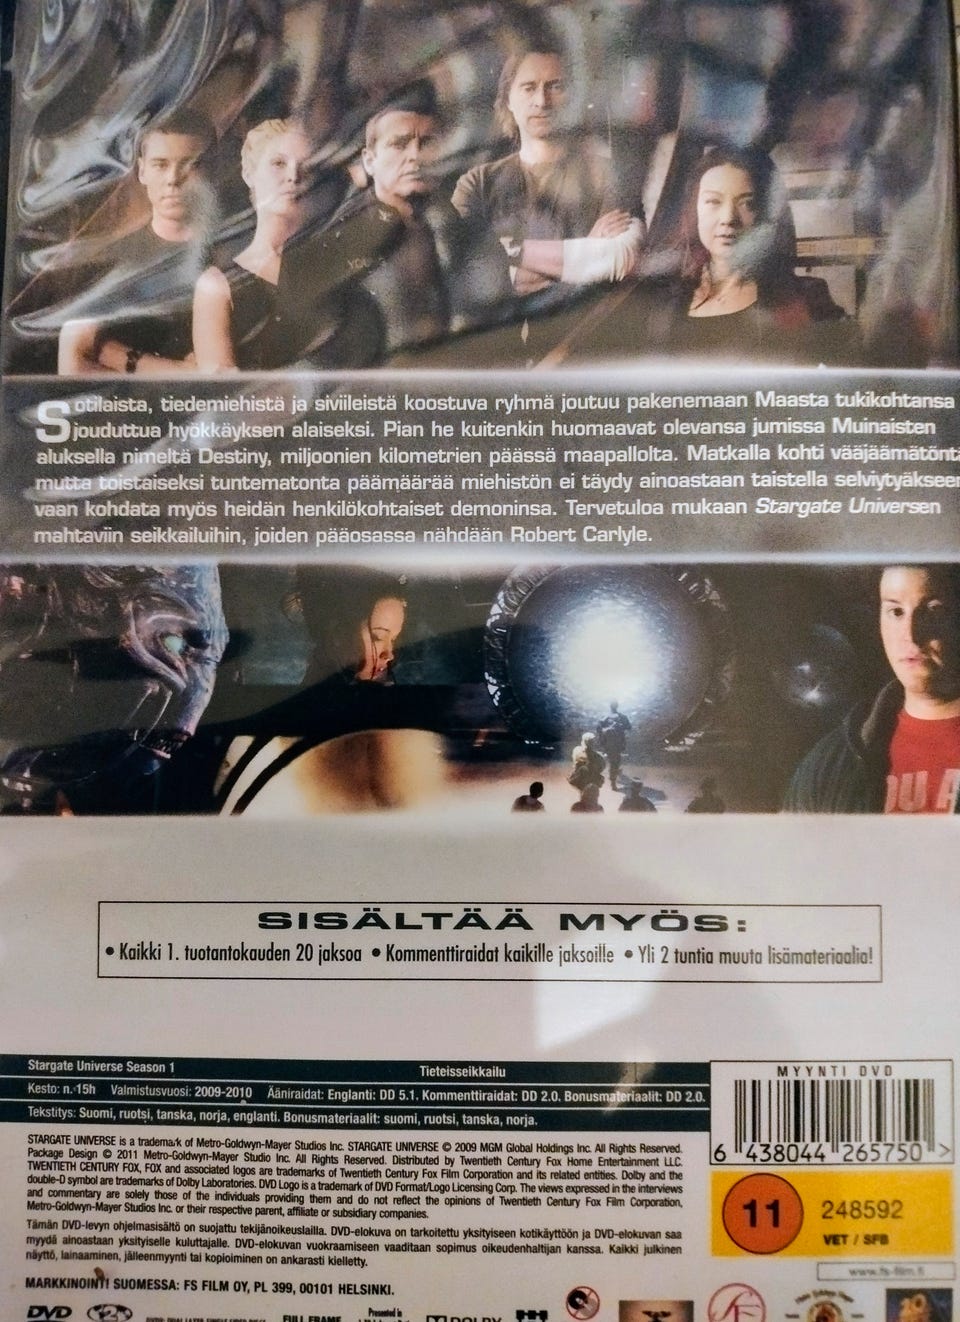 YOU
Sotilaista, tiedemiehistä ja siviileistä koostuva ryhmä joutuu pakenemaan Maasta tukikohtansa
jouduttua hyökkäyksen alaiseksi. Pian he kuitenkin huomaavat olevansa jumissa Muinaisten
aluksella nimeltä Destiny, miljoonien kilometrien päässä maapallolta. Matkalla kohti vääjäämätöntä
mutta toistaiseksi tuntematonta päämäärää miehistön ei täydy ainoastaan taistella selviytyäkseen
vaan kohdata myös heidän henkilökohtaiset demoninsa. Tervetuloa mukaan Stargate Universen
mahtaviin seikkailuihin, joiden pääosassa nähdään Robert Carlyle.
OU A
SISÄLTÄÄ MYÖS:
• Kaikki 1. tuotantokauden 20 jaksoa • Kommenttiraidat kaikille jaksoille • Yli 2 tuntia muuta lisämateriaalia!
Stargate Universe Season 1 Tieteisseikkailu
Kesto: n. 15h Valmistusvuosi: 2009-2010 Ääniraidat: Englanti: DD 5.1. Kommenttiraidat: DD 2.0. Bonusmateriaalit: DD 2.0.
Tekstitys: Suomi, ruotsi, tanska, norja, englanti. Bonusmateriaalit: suomi, ruotsi, tanska, norja.
MYYNTI DVD
6 438044 265750 >
STARGATE UNIVERSE is a trademark of Metro-Goldwyn-Mayer Studios Inc. STARGATE UNIVERSE © 2009 MGM Global Holdings Inc. All Rights Reserved.
Package Design © 2011 Metro-Goldwyn-Mayer Studios Inc. All Rights Reserved. Distributed by Twentieth Century Fox Home Entertainment LLC.
TWENTIETH CENTURY FOX, FOX and associated logos are trademarks of Twentieth Century Fox Film Corporation and its related entities. Dolby and the
double-D symbol are trademarks of Dolby Laboratories. DVD Logo is a trademark of DVD Format/Logo Licensing Corp. The views expressed in the interviews
and commentary are solely those of the individuals providing them and do not reflect the opinions of Twentieth Century Fox Film Corporation,
Metro-Goldwyn-Mayer Studios Inc. or their respective parent, affiliate or subsidiary companies.
Tämän DVD-levyn ohjelmasisältö on suojattu tekijänoikeuslailla. DVD-elokuva on tarkoitettu yksityiseen kotikäyttöön ja DVD-elokuvan saa
myydä ainoastaan yksityiselle kuluttajalle. DVD-elokuvan vuokraamiseen vaaditaan sopimus oikeudenhaltijan kanssa. Kaikki julkinen
näyttö, lainaaminen, jälleenmyynti tai kopioiminen on ankarasti kielletty.
11
248592
VET / SFB
www.fs-film.fi
MARKKINOINTI SUOMESSA: FS FILM OY, PL 399, 00101 HELSINKI.
DVD
FULL FRAME
Presented in
DOLBY
SF
20